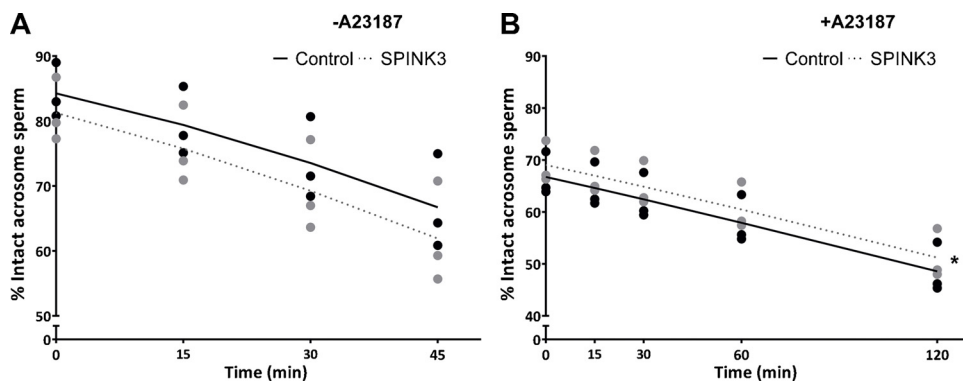 A
-A23187
Control SPINK3
% Intact acrosome sperm
90
80
70
60
50
0
0 15 30 45
Time (min)
B
+A23187
Control SPINK3
% Intact acrosome sperm
90
80
70
60
50
40
0
*
0 15 30 60 120
Time (min)